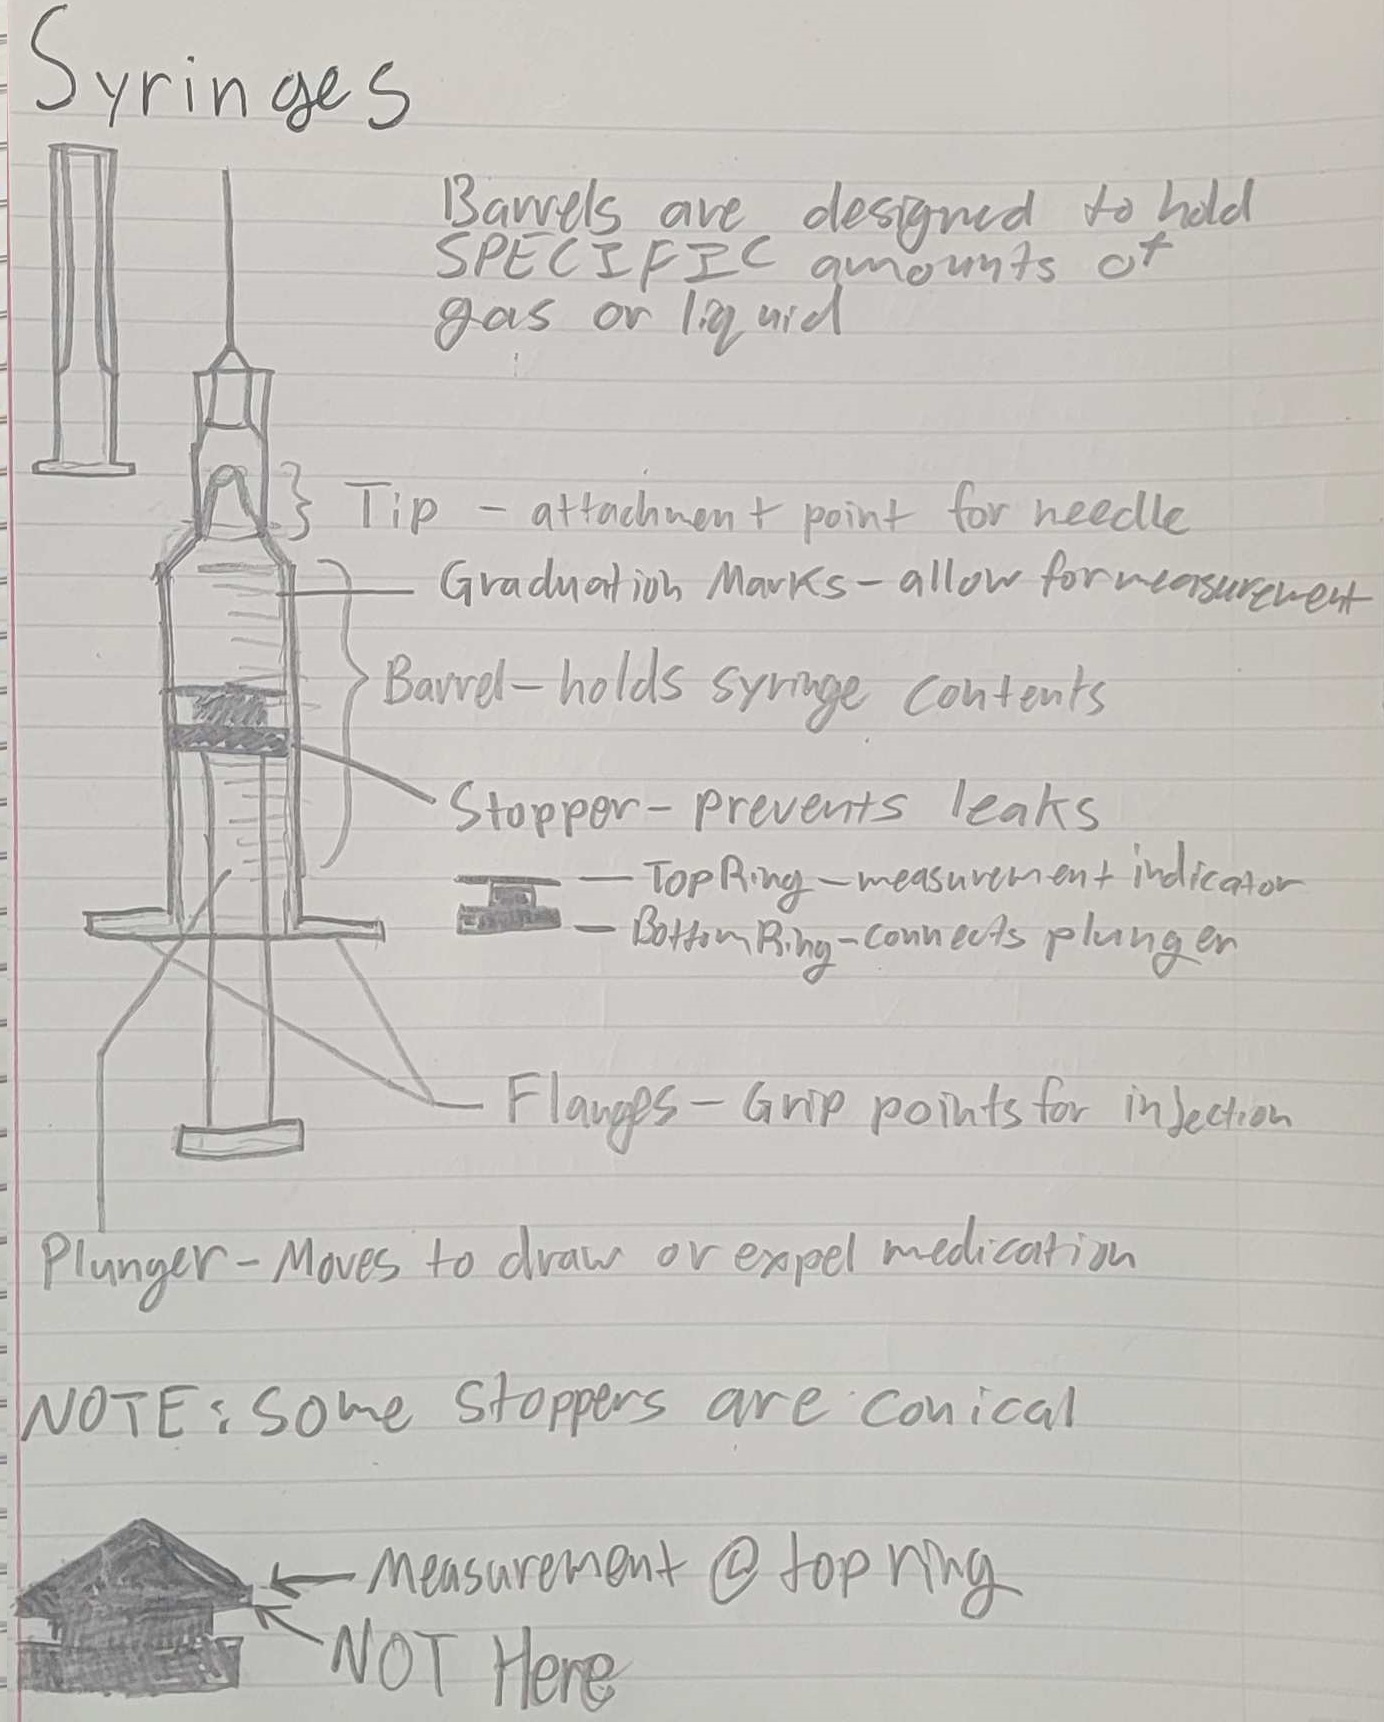 Syringes
Barrels are designed to hold
SPECIFIC amounts of
gas or liquid
} Tip - attachment point for needle
Graduation Marks - allow for measurement
Barrel - holds syringe contents
Stopper - prevents leaks
Top Ring - measurement indicator
Bottom Ring - connects plunger
Flanges - Grip points for injection
Plunger - Moves to draw or expel medication
NOTE: Some Stoppers are conical
Measurement @ top ring
NOT Here